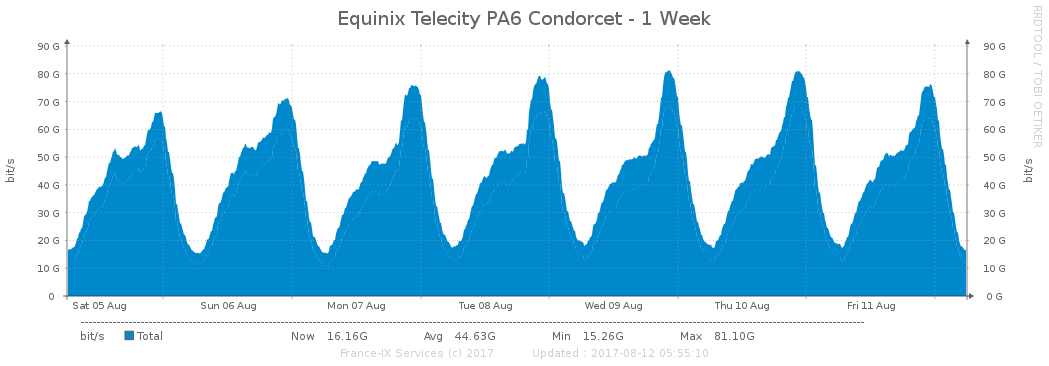 Equinix Telecity PA6 Condorcet - 1 Week
RRDTOOL / TOBI OETIKER
90 G 90 G
80 G 80 G
70 G 70 G
60 G 60 G
50 G 50 G
40 G 40 G
30 G 30 G
20 G 20 G
10 G 10 G
0 0 G
bit/s
bit/s
Sat 05 Aug Sun 06 Aug Mon 07 Aug Tue 08 Aug Wed 09 Aug Thu 10 Aug Fri 11 Aug
bit/s Total Now 16.16G Avg 44.63G Min 15.26G Max 81.10G
France-IX Services (c) 2017 Updated : 2017-08-12 05:55:10